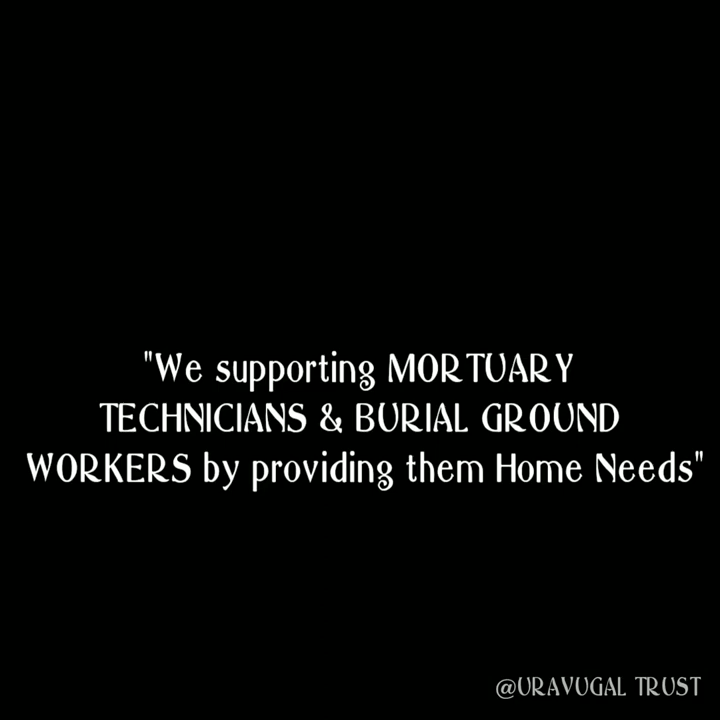 "We supporting MORTUARY
TECHNICIANS & BURIAL GROUND
WORKERS by providing them Home Needs"
@URAVUGAL TRUST